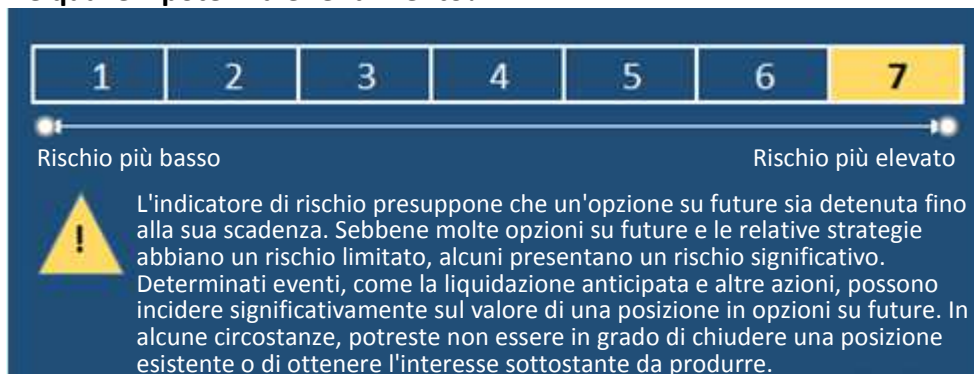 1 2 3 4 5 6 7
Rischio più basso Rischio più elevato
! L'indicatore di rischio presuppone che un'opzione su future sia detenuta fino
alla sua scadenza. Sebbene molte opzioni su future e le relative strategie
abbiano un rischio limitato, alcuni presentano un rischio significativo.
Determinati eventi, come la liquidazione anticipata e altre azioni, possono
incidere significativamente sul valore di una posizione in opzioni su future. In
alcune circostanze, potreste non essere in grado di chiudere una posizione
esistente o di ottenere l'interesse sottostante da produrre.